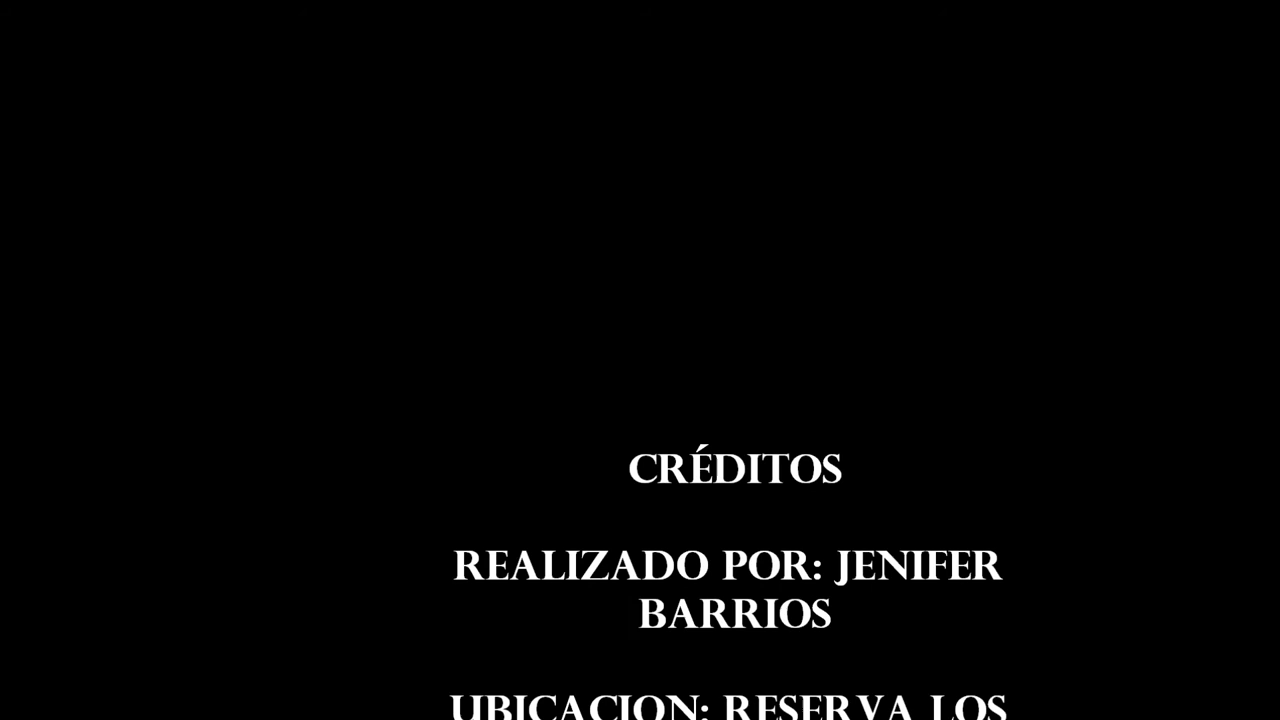 CRÉDITOS
REALIZADO POR: JENIFER
BARRIOS
UBICACION: RESERVA LOS